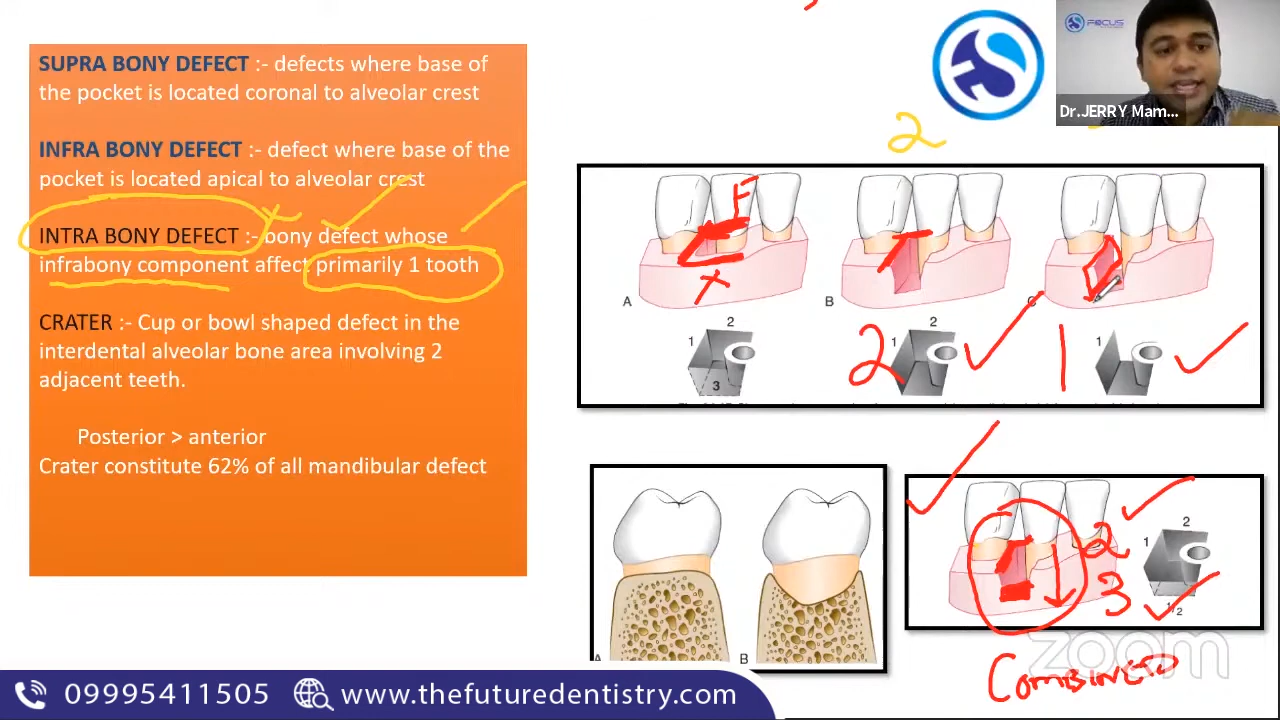 SUPRA BONY DEFECT :- defects where base of
the pocket is located coronal to alveolar crest
INFRA BONY DEFECT :- defect where base of the
pocket is located apical to alveolar crest
INTRA BONY DEFECT :- bony defect whose
infrabony component affect primarily 1 tooth
CRATER :- Cup or bowl shaped defect in the
interdental alveolar bone area involving 2
adjacent teeth.
Posterior > anterior
Crater constitute 62% of all mandibular defect
FOCUS
Dr.JERRY Mam...
2
F
X
A
B
C
1 2 3
2
1 2
1
1
A
B
2
3
1 2
1/2
zoom
COMBINED
09995411505
www.thefuturedentistry.com